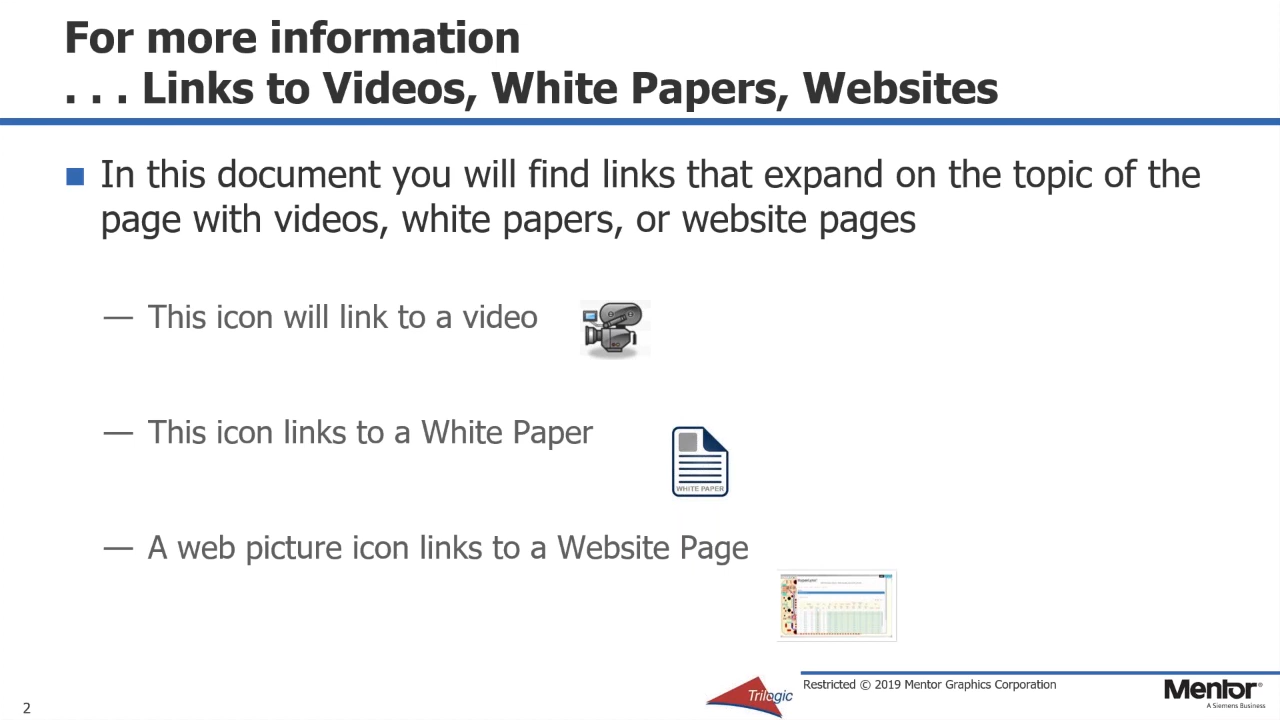 For more information
. . . Links to Videos, White Papers, Websites
In this document you will find links that expand on the topic of the
page with videos, white papers, or website pages
— This icon will link to a video
— This icon links to a White Paper
WHITE PAPER
— A web picture icon links to a Website Page
2
Trilogic
Restricted © 2019 Mentor Graphics Corporation
Mentor®
A Siemens Business